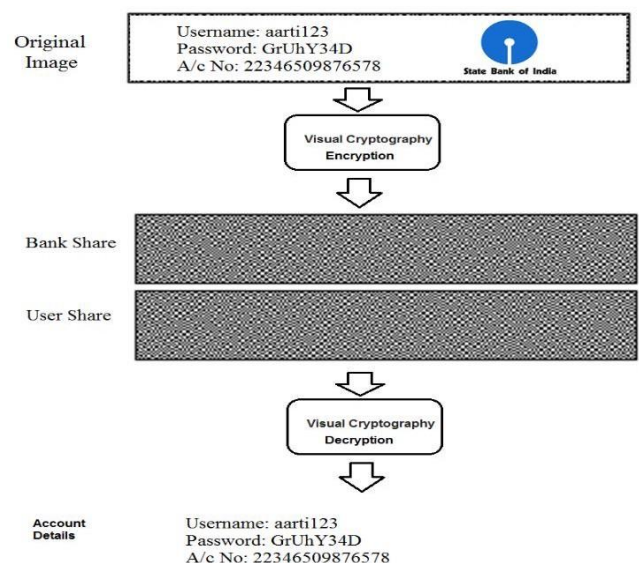 Original
Image
Username: aarti123
Password: GrUhY34D
A/c No: 22346509876578
State Bank of India
Visual Cryptography
Encryption
Bank Share
User Share
Visual Cryptography
Decryption
Account
Details
Username: aarti123
Password: GrUhY34D
A/c No: 22346509876578